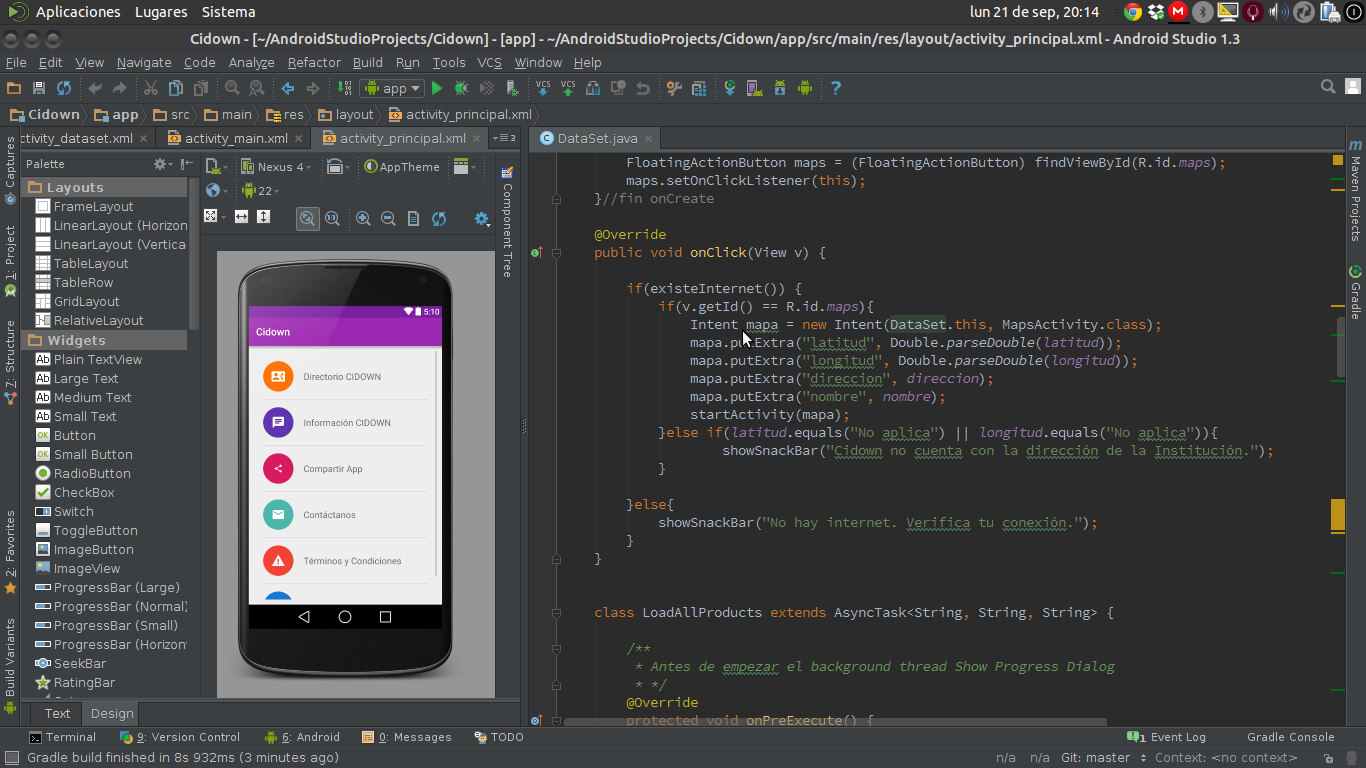 Aplicaciones Lugares Sistema
lun 21 de sep, 20:14
Cidown - [~/AndroidStudioProjects/Cidown] - [app] - ~/AndroidStudioProjects/Cidown/app/src/main/res/layout/activity_principal.xml - Android Studio 1.3
File Edit View Navigate Code Analyze Refactor Build Run Tools VCS Window Help
app
VCS VCS
Cidown app src main res layout activity_principal.xml
ctivity_dataset.xml activity_main.xml activity_principal.xml
3
DataSet.java
Captures
1: Project
7: Structure
2: Favorites
Build Variants
Palette
Layouts
FrameLayout
LinearLayout (Horizon
LinearLayout (Vertica
TableLayout
TableRow
GridLayout
RelativeLayout
Widgets
Plain TextView
Large Text
Medium Text
Small Text
Button
Small Button
RadioButton
CheckBox
Switch
ToggleButton
ImageButton
ImageView
ProgressBar (Large)
ProgressBar (Normal)
ProgressBar (Small)
ProgressBar (Horizon
SeekBar
RatingBar
Text Design
Nexus 4
AppTheme
22
Component Tree
5:10
Cidown
Directorio CIDOWN
Información CIDOWN
Compartir App
Contáctanos
Términos y Condiciones
FloatingActionButton maps = (FloatingActionButton) findViewById(R.id.maps);
maps.setOnClickListener(this);
}//fin onCreate
@Override
public void onClick(View v) {
if(existeInternet()) {
if(v.getId() == R.id.maps){
Intent mapa = new Intent(DataSet.this, MapsActivity.class);
mapa.putExtra("latitud", Double.parseDouble(latitud));
mapa.putExtra("longitud", Double.parseDouble(longitud));
mapa.putExtra("direccion", direccion);
mapa.putExtra("nombre", nombre);
startActivity(mapa);
}else if(latitud.equals("No aplica") || longitud.equals("No aplica")){
showSnackBar("Cidown no cuenta con la dirección de la Institución.");
}
}else{
showSnackBar("No hay internet. Verifica tu conexión.");
}
}
class LoadAllProducts extends AsyncTask<String, String, String> {
/**
* Antes de empezar el background thread Show Progress Dialog
* */
@Override
protected void onPreExecute() {
Maven Projects
Gradle
Terminal 9: Version Control 6: Android 0: Messages TODO
1 Event Log Gradle Console
Gradle build finished in 8s 932ms (3 minutes ago)
n/a n/a Git: master Context: <no context>